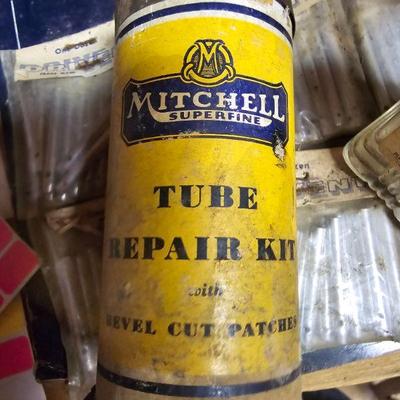 M
MITCHELL
SUPERFINE
TUBE
REPAIR KIT
with
BEVEL CUT PATCHES